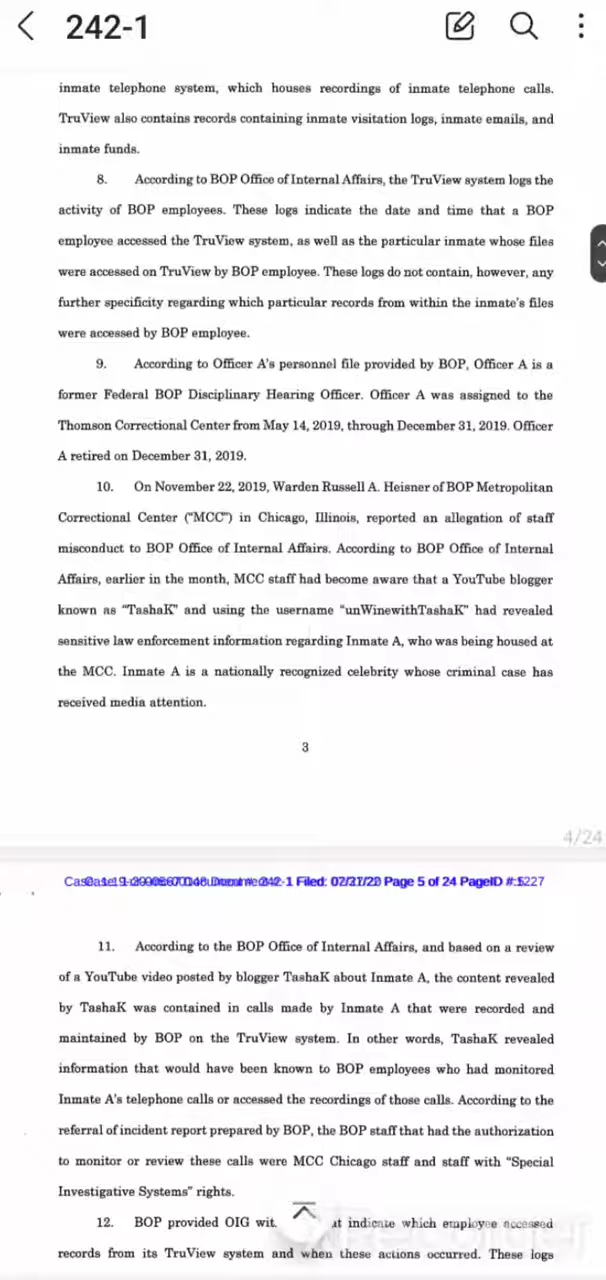 242-1
inmate telephone system, which houses recordings of inmate telephone calls.
TruView also contains records containing inmate visitation logs, inmate emails, and
inmate funds.
8. According to BOP Office of Internal Affairs, the TruView system logs the
activity of BOP employees. These logs indicate the date and time that a BOP
employee accessed the TruView system, as well as the particular inmate whose files
were accessed on TruView by BOP employee. These logs do not contain, however, any
further specificity regarding which particular records from within the inmate's files
were accessed by BOP employee.
9. According to Officer A's personnel file provided by BOP, Officer A is a
former Federal BOP Disciplinary Hearing Officer. Officer A was assigned to the
Thomson Correctional Center from May 14, 2019, through December 31, 2019. Officer
A retired on December 31, 2019.
10. On November 22, 2019, Warden Russell A. Heisner of BOP Metropolitan
Correctional Center ("MCC") in Chicago, Illinois, reported an allegation of staff
misconduct to BOP Office of Internal Affairs. According to BOP Office of Internal
Affairs, earlier in the month, MCC staff had become aware that a YouTube blogger
known as "TashaK" and using the username "unWinewithTashaK" had revealed
sensitive law enforcement information regarding Inmate A, who was being housed at
the MCC. Inmate A is a nationally recognized celebrity whose criminal case has
received media attention.
3
4/24
242-1 Filed: Page 5 of 24 PageID #:
11. According to the BOP Office of Internal Affairs, and based on a review
of a YouTube video posted by blogger TashaK about Inmate A, the content revealed
by TashaK was contained in calls made by Inmate A that were recorded and
maintained by BOP on the TruView system. In other words, TashaK revealed
information that would have been known to BOP employees who had monitored
Inmate A's telephone calls or accessed the recordings of those calls. According to the
referral of incident report prepared by BOP, the BOP staff that had the authorization
to monitor or review these calls were MCC Chicago staff and staff with "Special
Investigative Systems" rights.
12. BOP provided OIG indicate which employee accessed
records from its TruView system and when these actions occurred. These logs